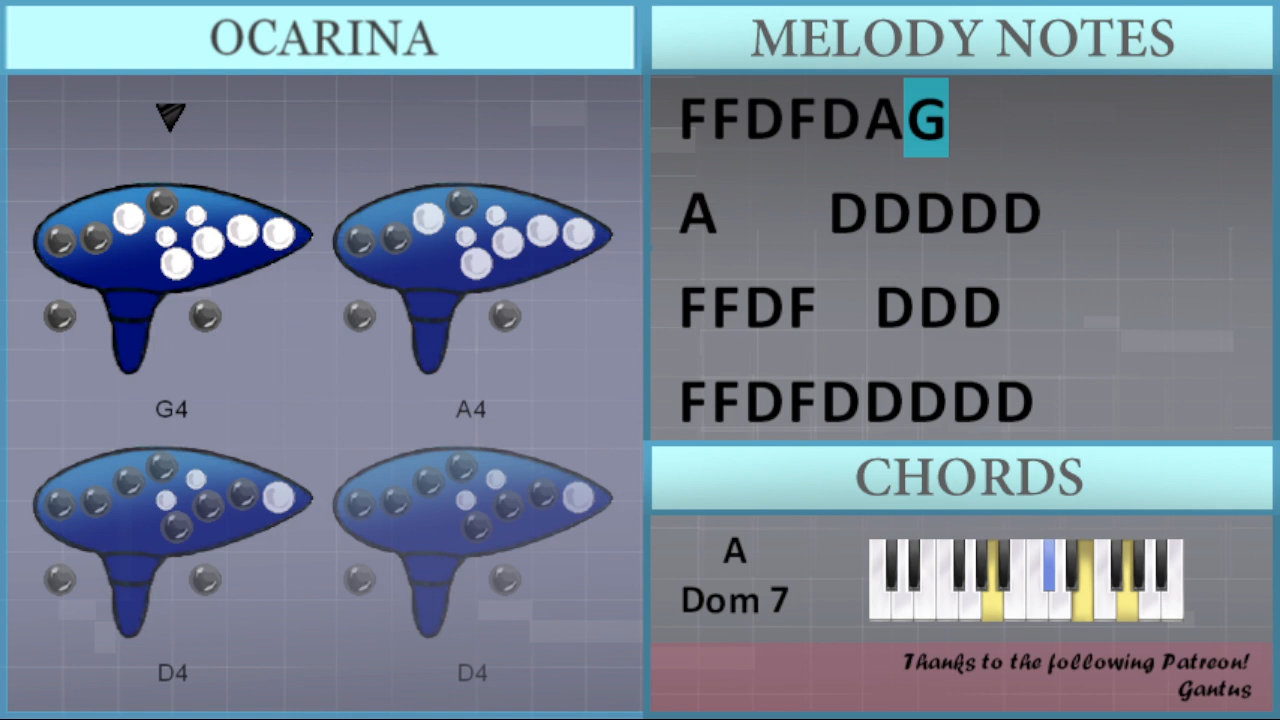 OCARINA
G4 A4
D4 D4
MELODY NOTES
FFDFDAG
A DDDDD
FFDF DDD
FFDFDDDDD
CHORDS
A
Dom 7
Thanks to the following Patreon!
Gantus